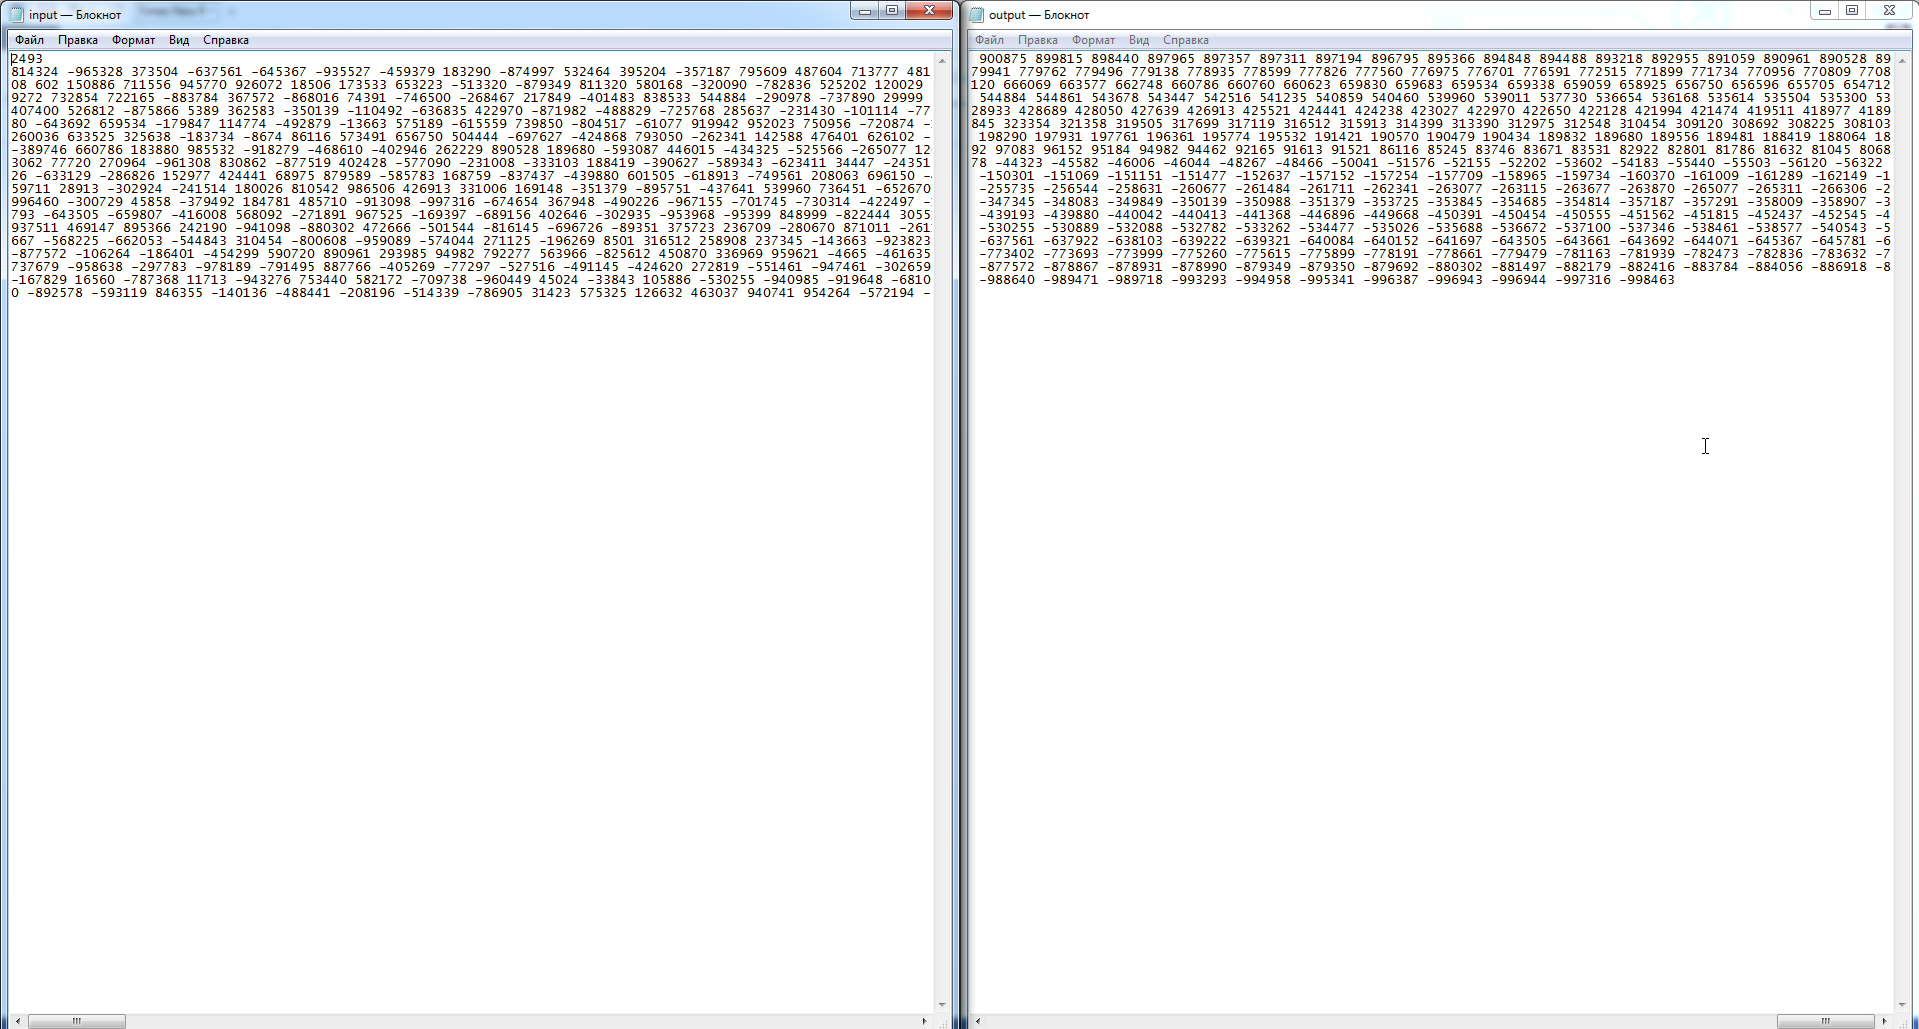 input — Блокнот
Файл Правка Формат Вид Справка
2493
814324 -965328 373504 -637561 -645367 -935527 -459379 183290 -874997 532464 395204 -357187 795609 487604 713777 481
08 602 150886 711556 945770 926072 18506 173533 653223 -513320 -879349 811320 580168 -320090 -782836 525202 120029
9272 732854 722165 -883784 367572 -868016 74391 -746500 -268467 217849 -401483 838533 544884 -290978 -737890 29999
407400 526812 -875866 5389 362583 -350139 -110492 -636835 422970 -871982 -488829 -725768 285637 -231430 -101114 -77
80 -643692 659534 -179847 114774 -492879 -13663 575189 -615559 739850 -804517 -61077 919942 952023 750956 -720874 -
260036 633525 325638 -183734 -8674 86116 573491 656750 504444 -697627 -424868 793050 -262341 142588 476401 626102 -
-389746 660786 183880 985532 -918279 -468610 -402946 262229 890528 189680 -593087 446015 -434325 -525566 -265077 12
3062 77720 270964 -961308 830862 -877519 402428 -577090 -231008 -333103 188419 -390627 -589343 -623411 34447 -24351
26 -633129 -286826 152977 424441 68975 879589 -585783 168759 -837437 -439880 601505 -618913 -749561 208063 696150 -
59711 28913 -302924 -241514 180026 810542 986506 426913 331006 169148 -351379 -895751 -437641 539960 736451 -652670
996460 -300729 45858 -379492 184781 485710 -913098 -997316 -674654 367948 -490226 -967155 -701745 -730314 -422497 -
793 -643505 -659807 -416008 568092 -271891 967525 -169397 -689156 402646 -302935 -953968 -95399 848999 -822444 3055
937511 469147 895366 242190 -941098 -880302 472666 -501544 -816145 -696726 -89351 375723 236709 -280670 871011 -261
667 -568225 -662053 -544843 310454 -800608 -959089 -574044 271125 -196269 8501 316512 258908 237345 -143663 -923823
-877572 -106264 -186401 -454299 590720 890961 293985 94982 792277 563966 -825612 450870 336969 959621 -4665 -461635
737679 -958638 -297783 -978189 -791495 887766 -405269 -77297 -527516 -491145 -424620 272819 -551461 -947461 -302659
-167829 16560 -787368 11713 -943276 753440 582172 -709738 -960449 45024 -33843 105886 -530255 -940985 -919648 -6810
0 -892578 -593119 846355 -140136 -488441 -208196 -514339 -786905 31423 575325 126632 463037 940741 954264 -572194 -
output — Блокнот
Файл Правка Формат Вид Справка
900875 899815 898440 897965 897357 897311 897194 896795 895366 894848 894488 893218 892955 891059 890961 890528 89
79941 779762 779496 779138 778935 778599 777826 777560 776975 776701 776591 772515 771899 771734 770956 770809 7708
120 666069 663577 662748 660786 660760 660623 659830 659683 659534 659338 659059 658925 656750 656596 655705 654712
544884 544861 543678 543447 542516 541235 540859 540460 539960 539011 537730 536654 536168 535614 535504 535300 53
28933 428689 428050 427639 426913 425521 424441 424238 423027 422970 422650 422128 421994 421474 419511 418977 4189
845 323354 321358 319505 317699 317119 316512 315913 314399 313390 312975 312548 310454 309120 308692 308225 308103
198290 197931 197761 196361 195774 195532 191421 190570 190479 190434 189832 189680 189556 189481 188419 188064 18
92 97083 96152 95184 94982 94462 92165 91613 91521 86116 85245 83746 83671 83531 82922 82801 81786 81632 81045 8068
78 -44323 -45582 -46006 -46044 -48267 -48466 -50041 -51576 -52155 -52202 -53602 -54183 -55440 -55503 -56120 -56322
-150301 -151069 -151151 -151477 -152637 -157152 -157254 -157709 -158965 -159734 -160370 -161009 -161289 -162149 -1
-255735 -256544 -258631 -260677 -261484 -261711 -262341 -263077 -263115 -263677 -263870 -265077 -265311 -266306 -2
-347345 -348083 -349849 -350139 -350988 -351379 -353725 -353845 -354685 -354814 -357187 -357291 -358009 -358907 -3
-439193 -439880 -440042 -440413 -441368 -446896 -449668 -450391 -450454 -450555 -451562 -451815 -452437 -452545 -4
-530255 -530889 -532088 -532782 -533262 -534477 -535026 -535688 -536672 -537100 -537346 -538461 -538577 -540543 -5
-637561 -637922 -638103 -639222 -639321 -640084 -640152 -641697 -643505 -643661 -643692 -644071 -645367 -645781 -6
-773402 -773693 -773999 -775260 -775615 -775899 -778191 -778661 -779479 -781163 -781939 -782473 -782836 -783632 -7
-877572 -878867 -878931 -878990 -879349 -879350 -879692 -880302 -881497 -882179 -882416 -883784 -884056 -886918 -8
-988640 -989471 -989718 -993293 -994958 -995341 -996387 -996943 -996944 -997316 -998463